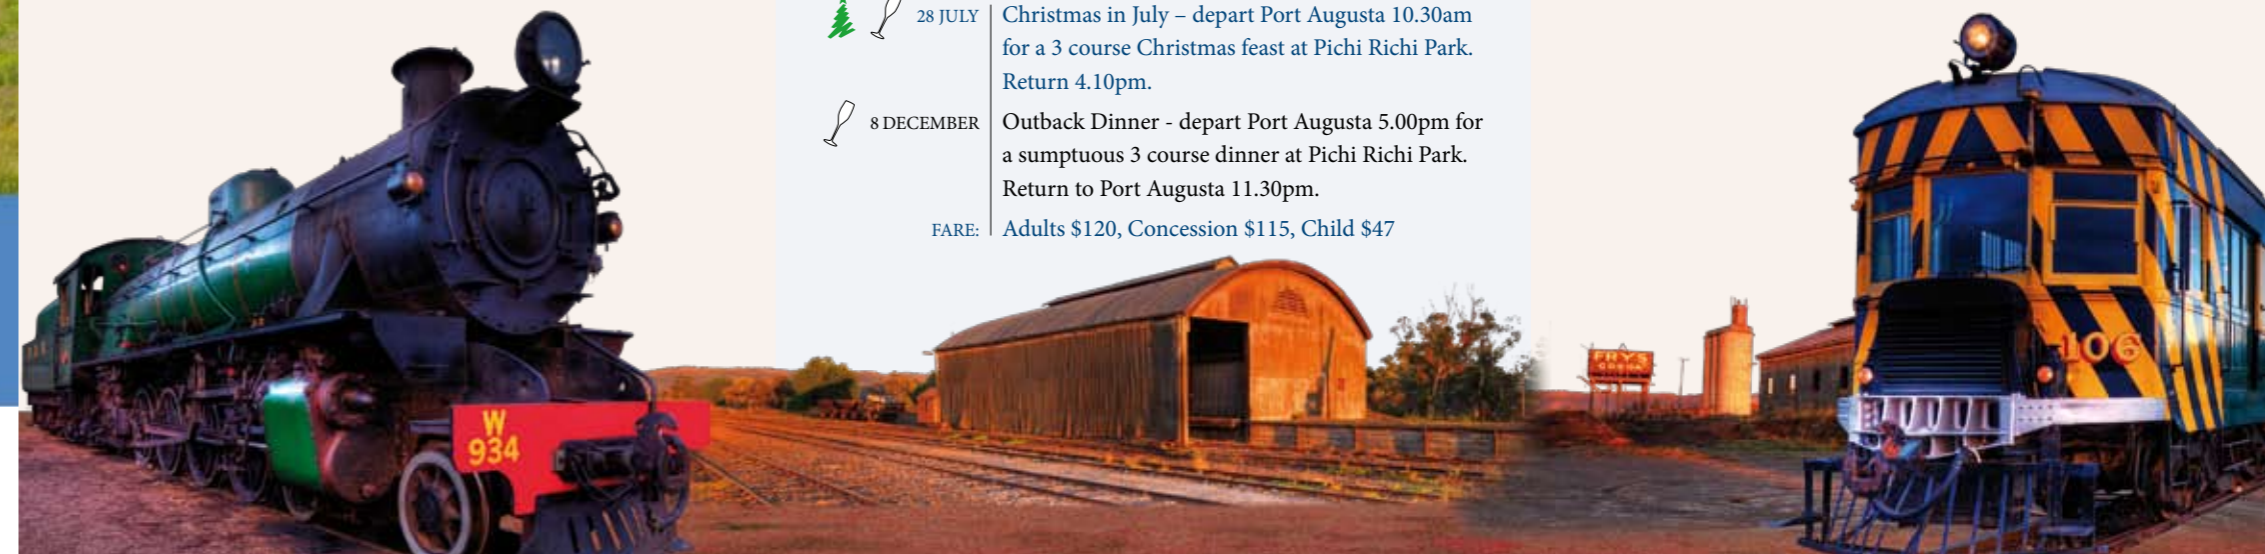 28 JULY
Christmas in July – depart Port Augusta 10.30am
for a 3 course Christmas feast at Pichi Richi Park.
Return 4.10pm.
8 DECEMBER
Outback Dinner - depart Port Augusta 5.00pm for
a sumptuous 3 course dinner at Pichi Richi Park.
Return to Port Augusta 11.30pm.
FARE:
Adults $120, Concession $115, Child $47
FRYS
COCOA
106
W
934